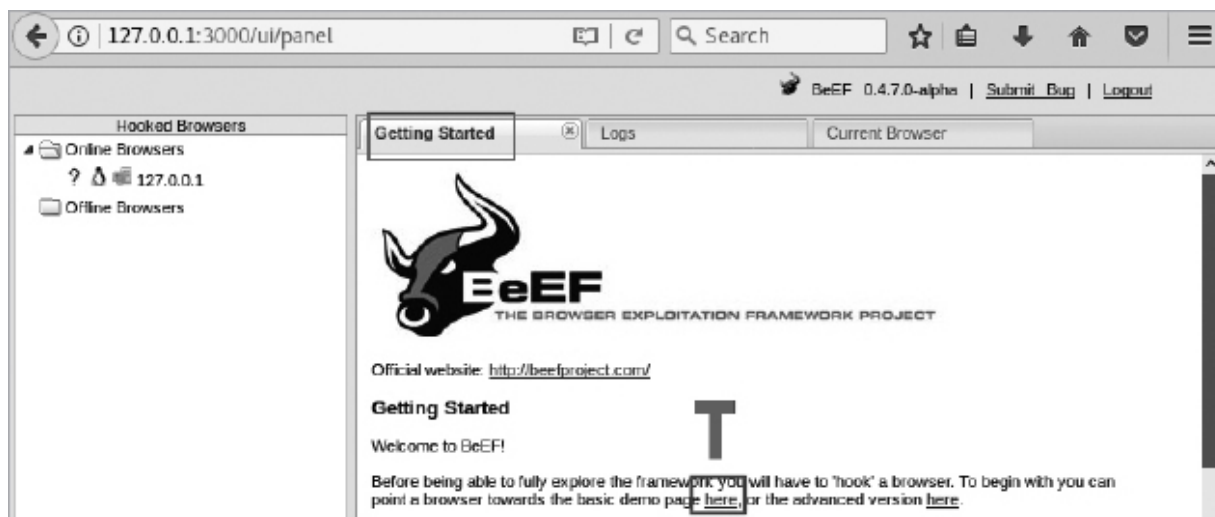 127.0.0.1:3000/ui/panel
Search
BeEF 0.4.7.0-alpha | Submit Bug | Logout
Hooked Browsers
Online Browsers
? 127.0.0.1
Offline Browsers
Getting Started
Logs
Current Browser
BeEF
THE BROWSER EXPLOITATION FRAMEWORK PROJECT
Official website: http://beefproject.com/
Getting Started
T
Welcome to BeEF!
Before being able to fully explore the framework you will have to 'hook' a browser. To begin with you can
point a browser towards the basic demo page here, or the advanced version here.